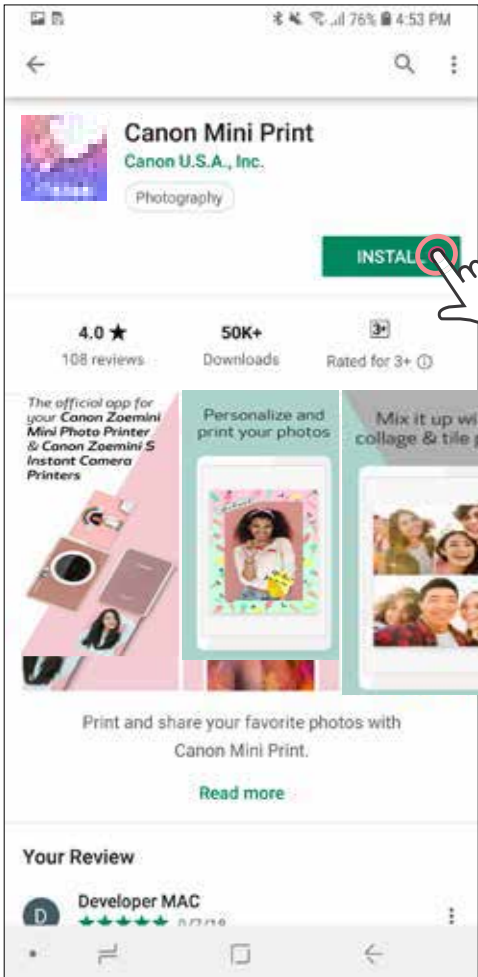 76% 4:53 PM
Canon Mini Print
Canon U.S.A., Inc.
Photography
INSTALL
4.0 ★
50K+
3+
108 reviews
Downloads
Rated for 3+
The official app for
your Canon Zoemini
Mini Photo Printer
& Canon Zoemini S
Instant Camera
Printers
Personalize and
print your photos
Mix it up wi
collage & tile p
Print and share your favorite photos with
Canon Mini Print.
Read more
Your Review
D
Developer MAC